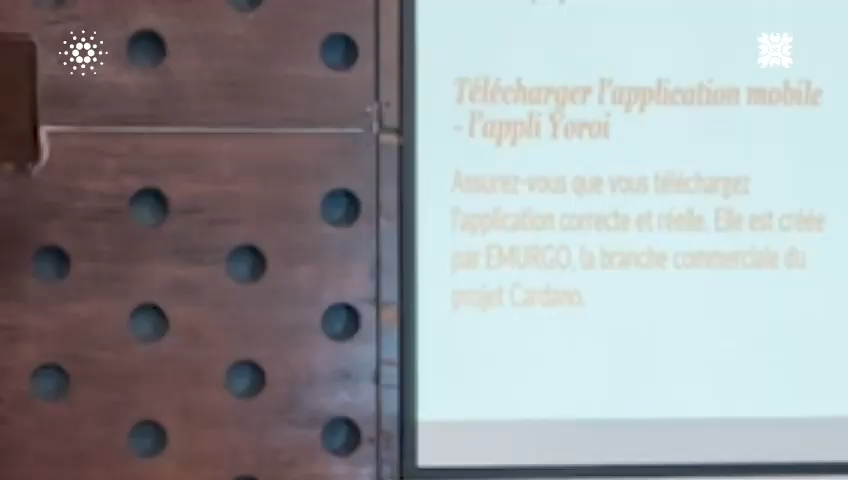 Télécharger l'application mobile
- l'appli Yoroi
Assurez-vous que vous téléchargez
l'application correcte et réelle. Elle est créée
par EMURGO, la branche commerciale du
projet Cardano.